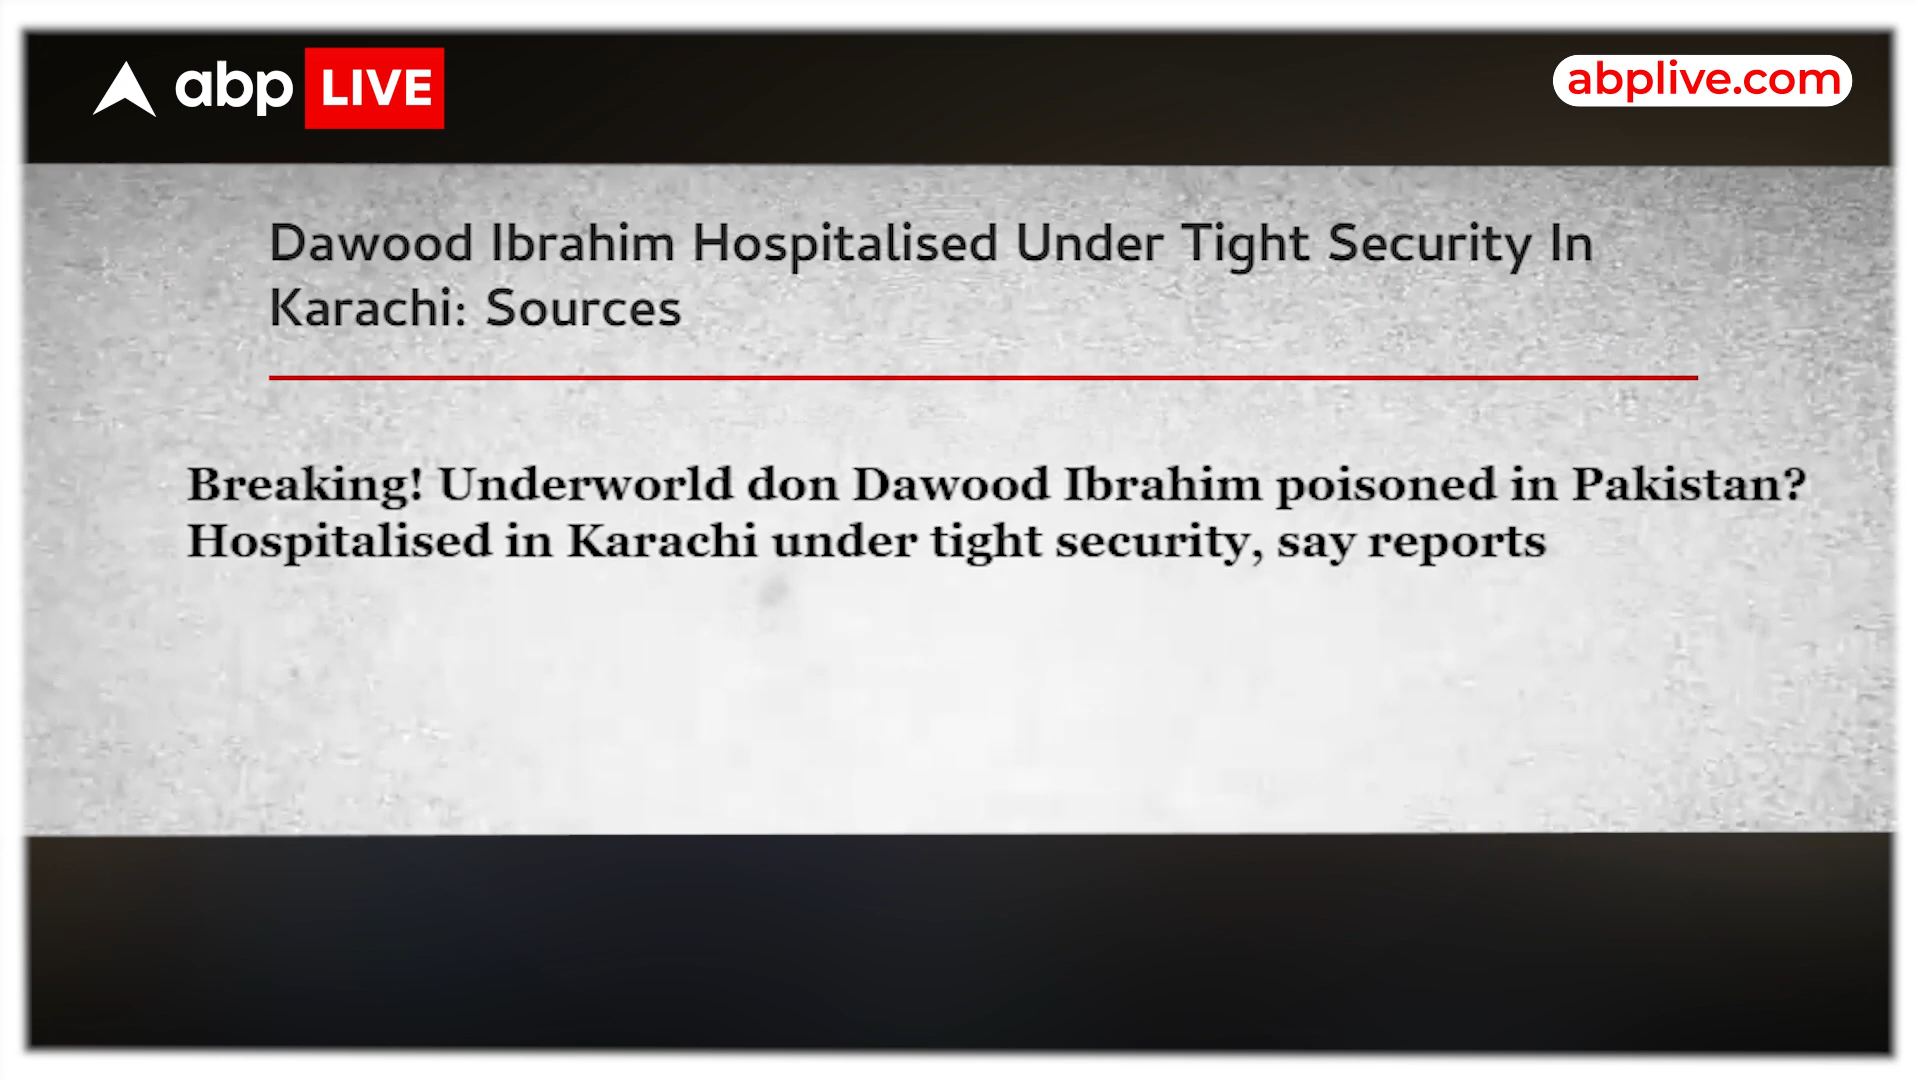 abp LIVE
abplive.com
Dawood Ibrahim Hospitalised Under Tight Security In
Karachi: Sources
Breaking! Underworld don Dawood Ibrahim poisoned in Pakistan?
Hospitalised in Karachi under tight security, say reports